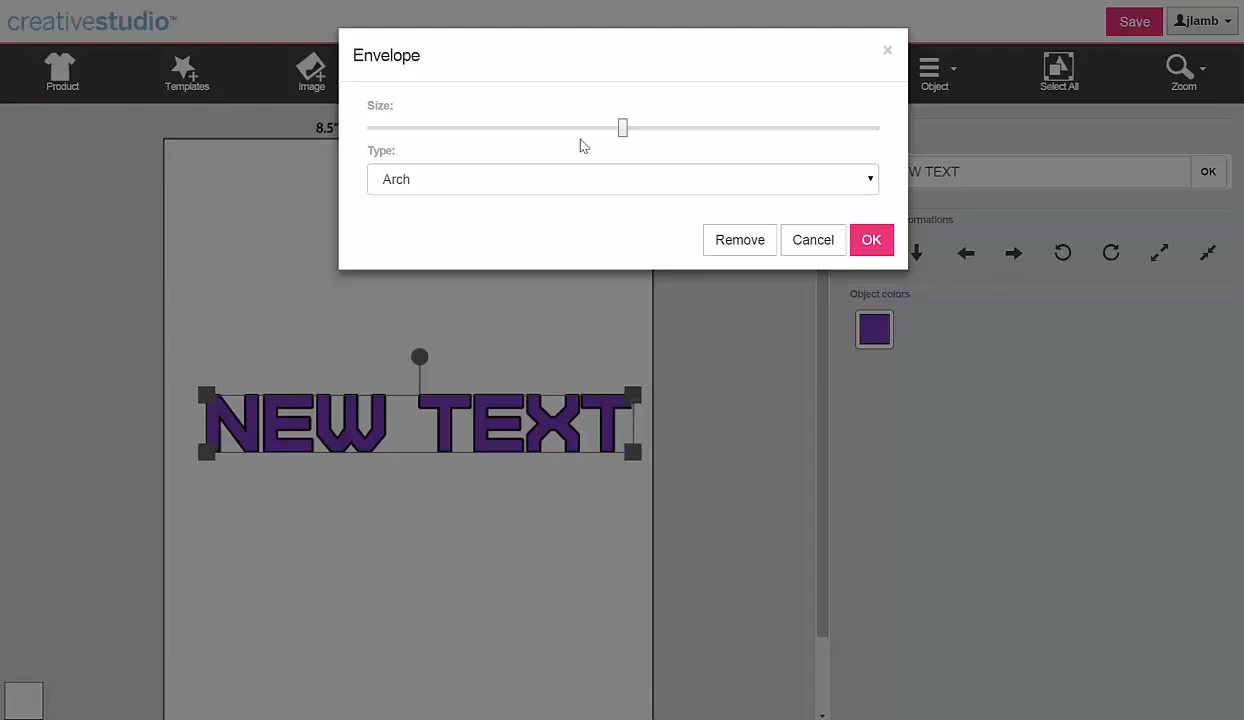 creativestudio™
Save
jlamb
Product
Templates
Image
Object
Select All
Zoom
Envelope
×
Size:
Type:
Arch
Remove
Cancel
OK
8.5"
W TEXT
OK
ormations
Object colors
NEW TEXT